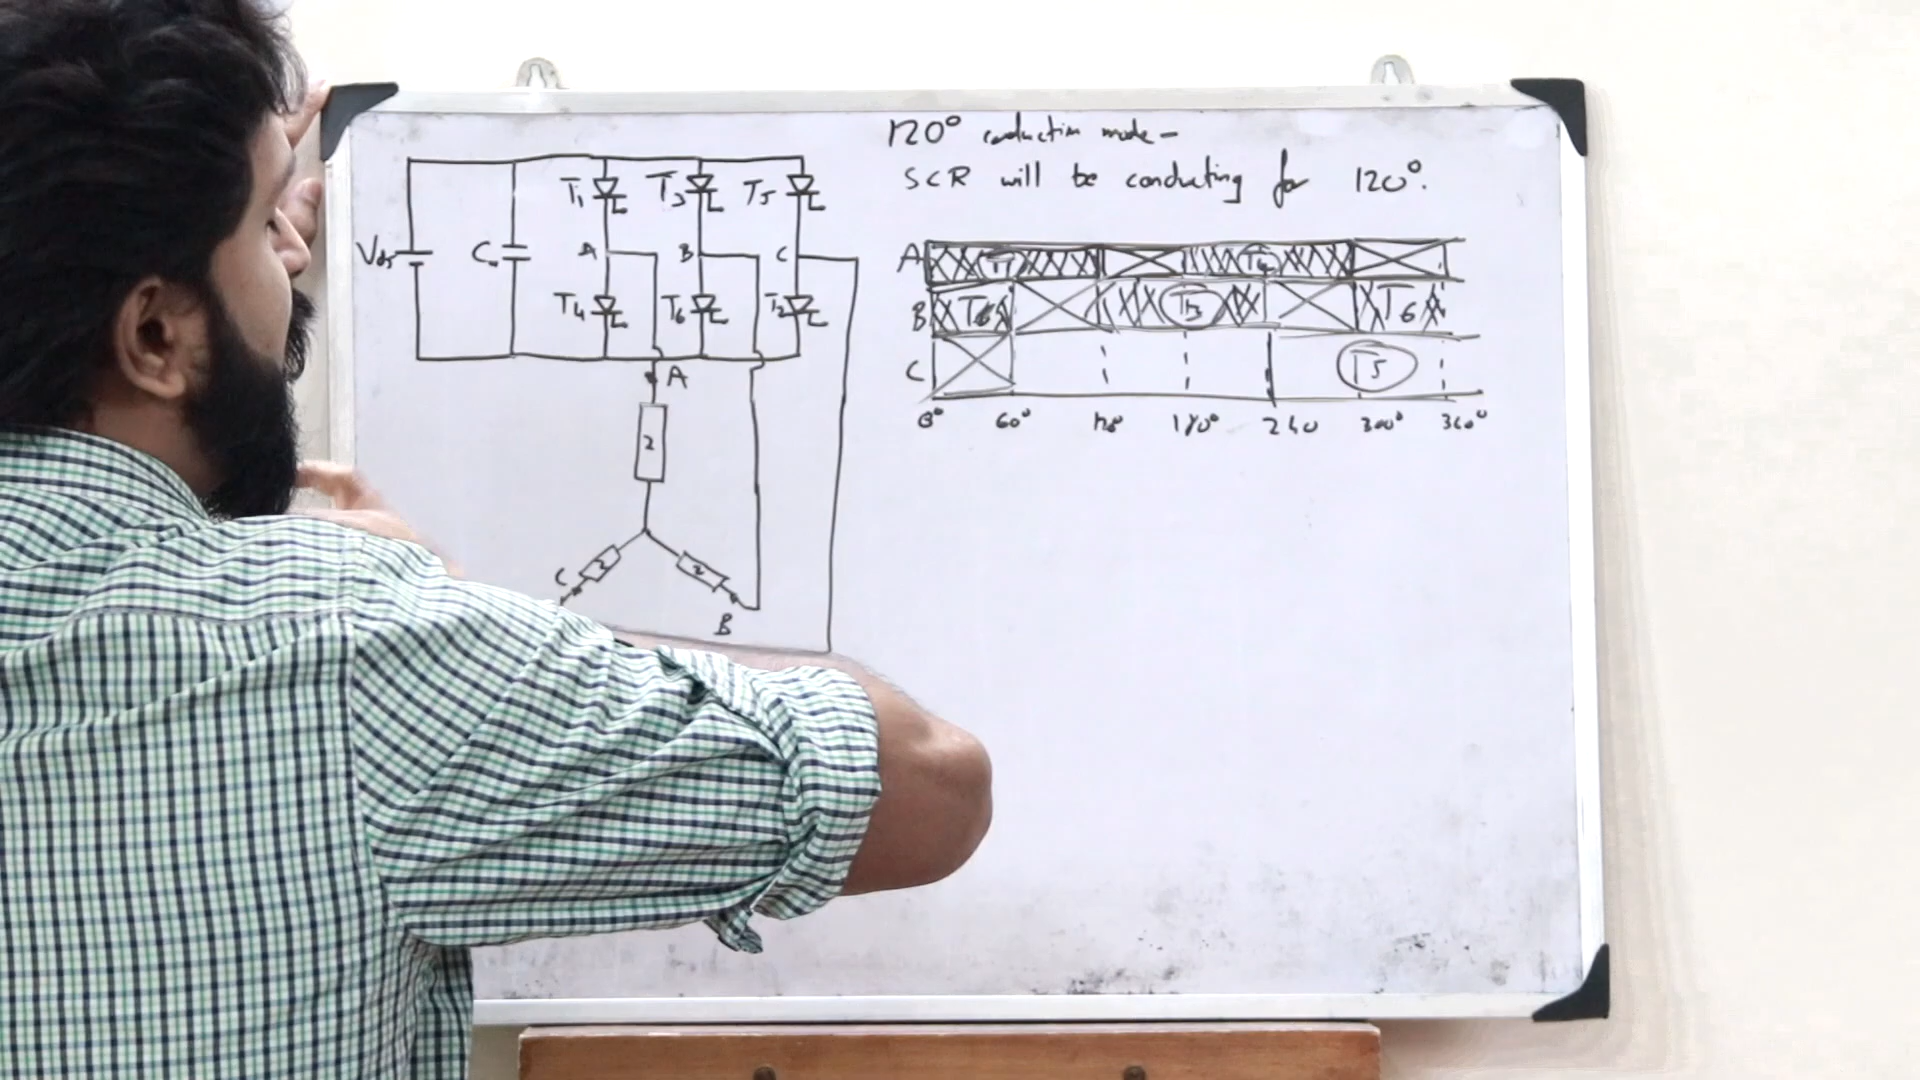 120° conduction mode -
SCR will be conducting for 120°.
T1 T3 T5
Vdc C A B C
T4 T6 T2
A
2
C 2 2
B
A T1 T4
B T6 T3 T6
C T5
0° 60° 120° 180° 240 300° 360°